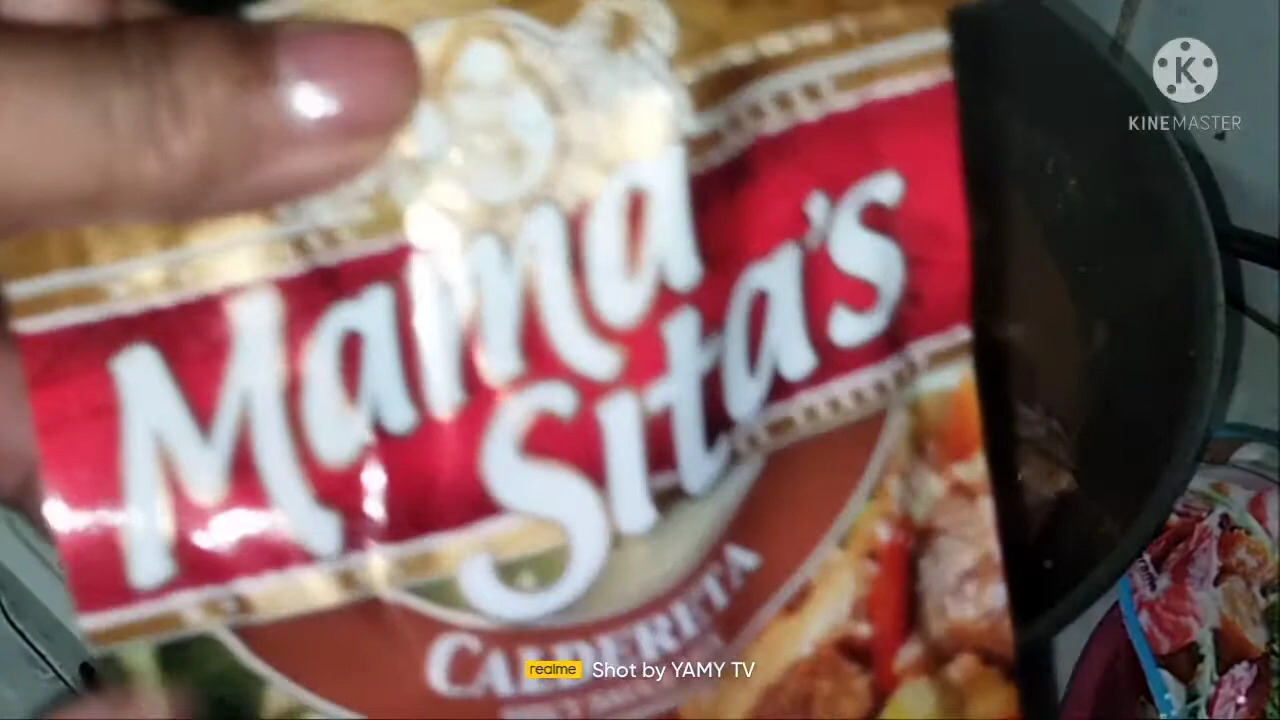 K
KINEMASTER
Mama
Sita's
CALDERETA
realme Shot by YAMY TV